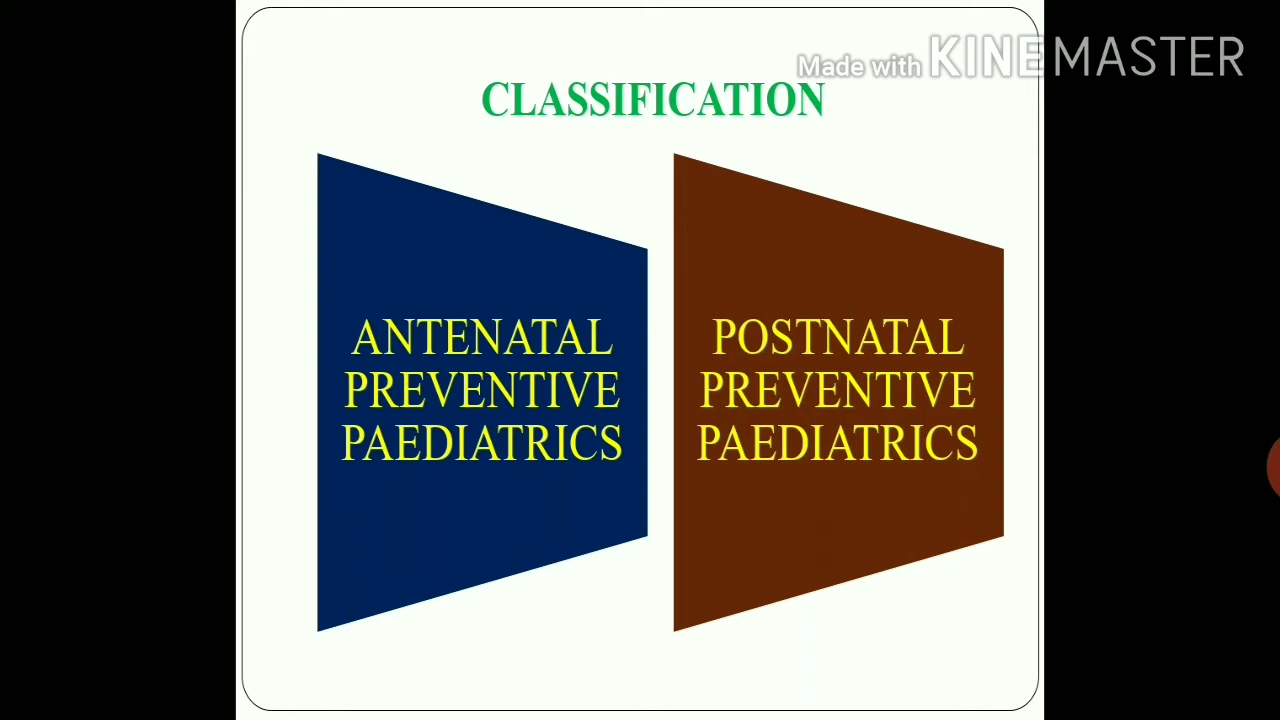 Made with KINEMASTER
CLASSIFICATION
ANTENATAL
PREVENTIVE
PAEDIATRICS
POSTNATAL
PREVENTIVE
PAEDIATRICS